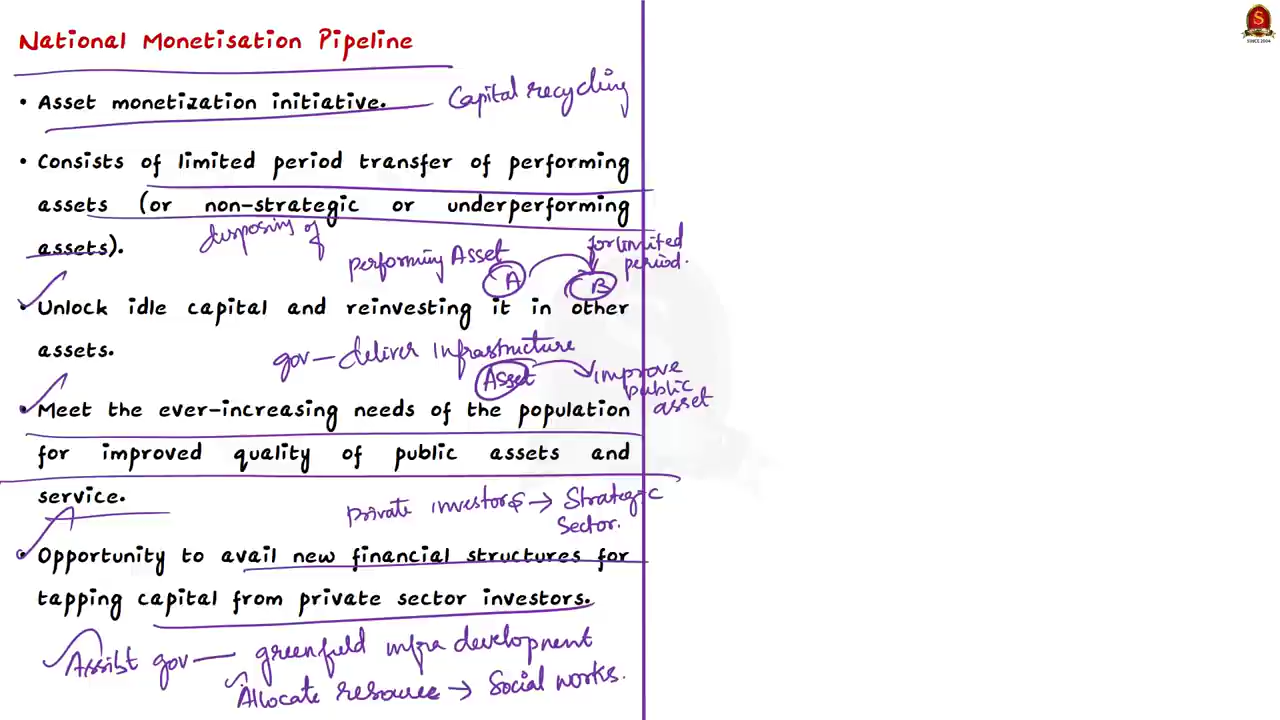 National Monetisation Pipeline
• Asset monetization initiative.
Capital recycling
• Consists of limited period transfer of performing
assets (or non-strategic or underperforming
assets).
disposing of
performing Asset
A
B
for limited
period.
Unlock idle capital and reinvesting it in other
assets.
gov — deliver infrastructure
Asset
improve
public
asset
• Meet the ever-increasing needs of the population
for improved quality of public assets and
service.
private investors → Strategic
Sector.
• Opportunity to avail new financial structures for
tapping capital from private sector investors.
Assist gov — greenfield infra development
Allocate resource → Social works.
S
SINCE 2004